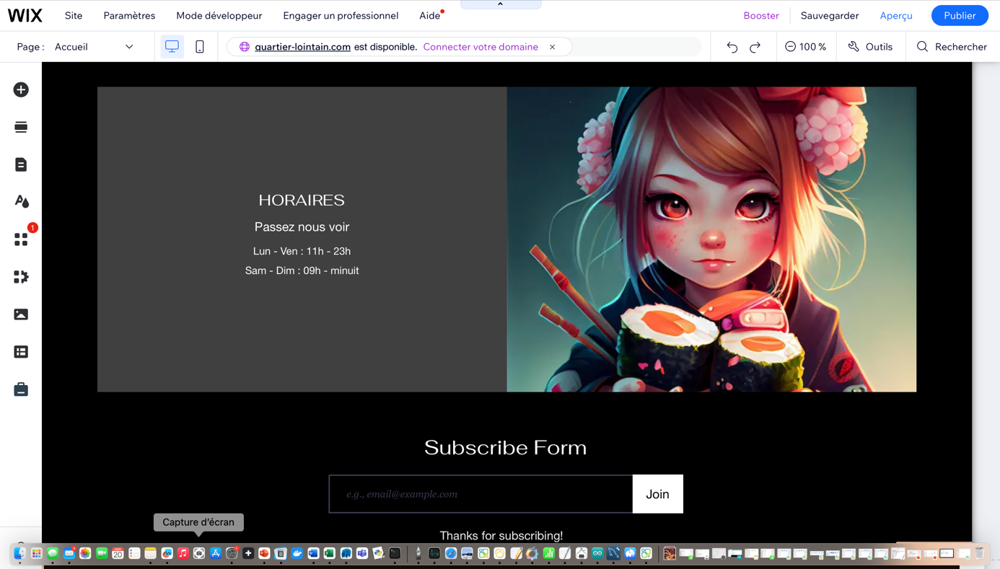 WIX Site Paramètres Mode développeur Engager un professionnel Aide Booster Sauvegarder Aperçu Publier
Page : Accueil quartier-lointain.com est disponible. Connecter votre domaine 100 % Outils Rechercher
1
HORAIRES
Passez nous voir
Lun - Ven : 11h - 23h
Sam - Dim : 09h - minuit
Subscribe Form
e.g., email@example.com Join
Capture d'écran
Thanks for subscribing!
20